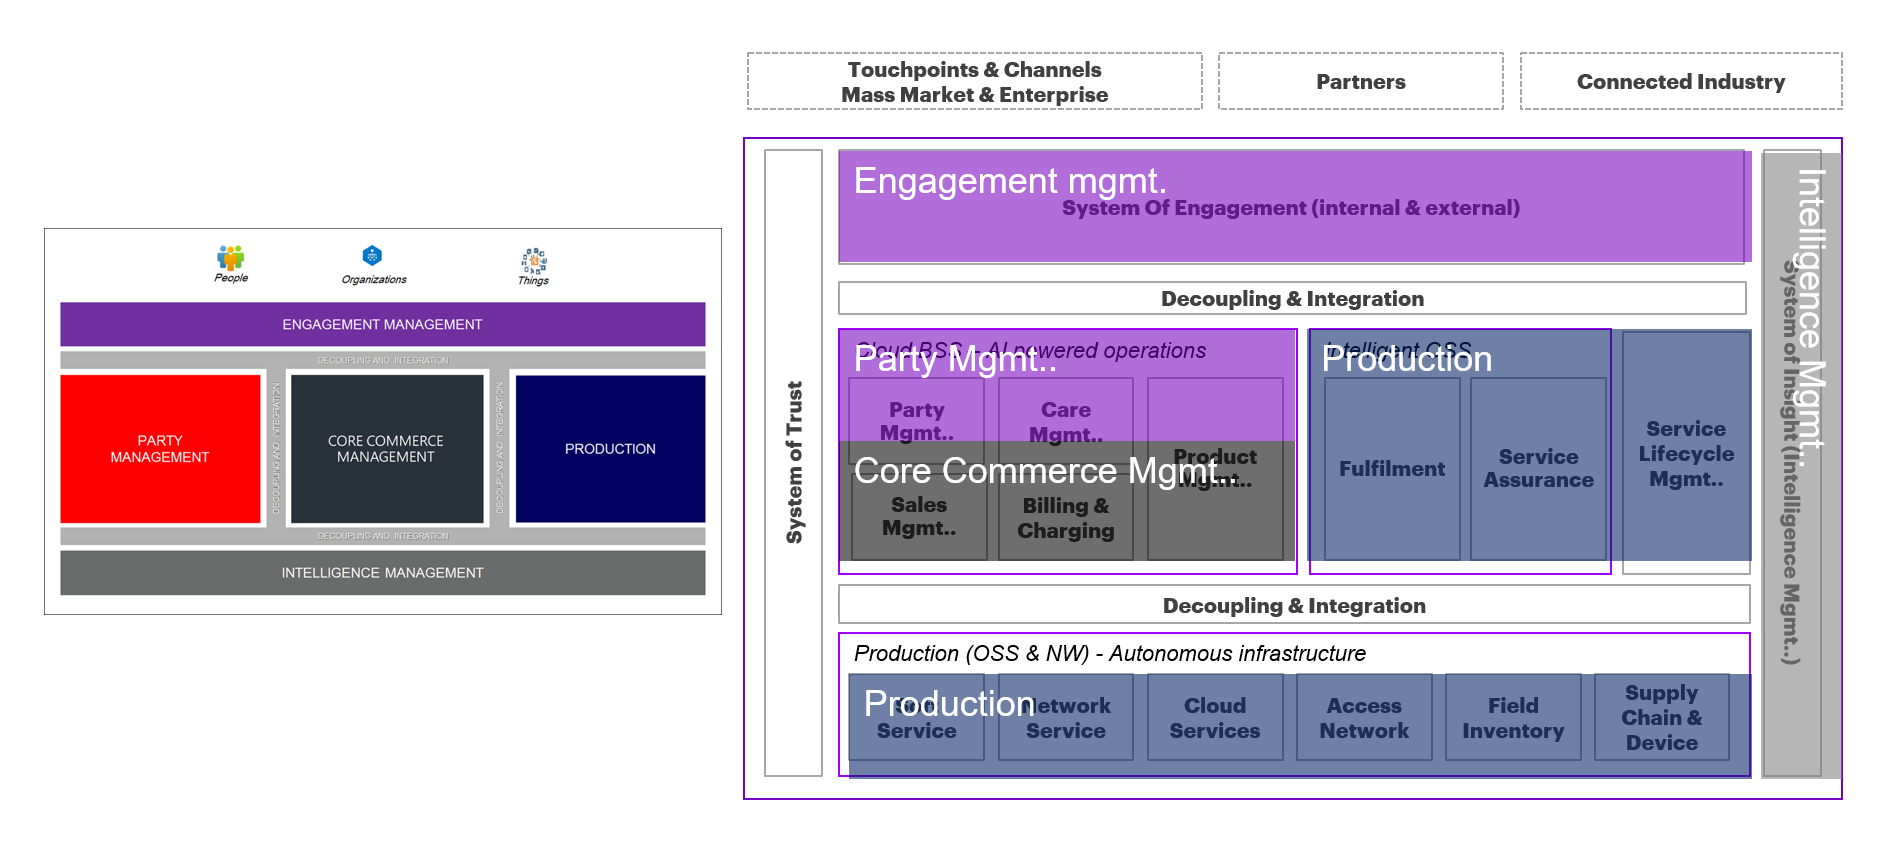 People
Organizations
Things
ENGAGEMENT MANAGEMENT
DECOUPLING AND INTEGRATION
PARTY
MANAGEMENT
DECOUPLING AND INTEGRATION
CORE COMMERCE
MANAGEMENT
DECOUPLING AND INTEGRATION
PRODUCTION
DECOUPLING AND INTEGRATION
INTELLIGENCE MANAGEMENT
Touchpoints & Channels
Mass Market & Enterprise
Partners
Connected Industry
System of Trust
Engagement mgmt.
System Of Engagement (internal & external)
Decoupling & Integration
Cloud BSS - AI powered operations
Party Mgmt..
Party
Mgmt..
Care
Mgmt..
Product
Mgmt..
Core Commerce Mgmt..
Sales
Mgmt..
Billing &
Charging
Intelligent OSS
Production
Fulfilment
Service
Assurance
Service
Lifecycle
Mgmt..
Decoupling & Integration
Production (OSS & NW) - Autonomous infrastructure
Production
Service
Network
Service
Cloud
Services
Access
Network
Field
Inventory
Supply
Chain &
Device
Intelligence Mgmt..
System of Insight (Intelligence Mgmt..)